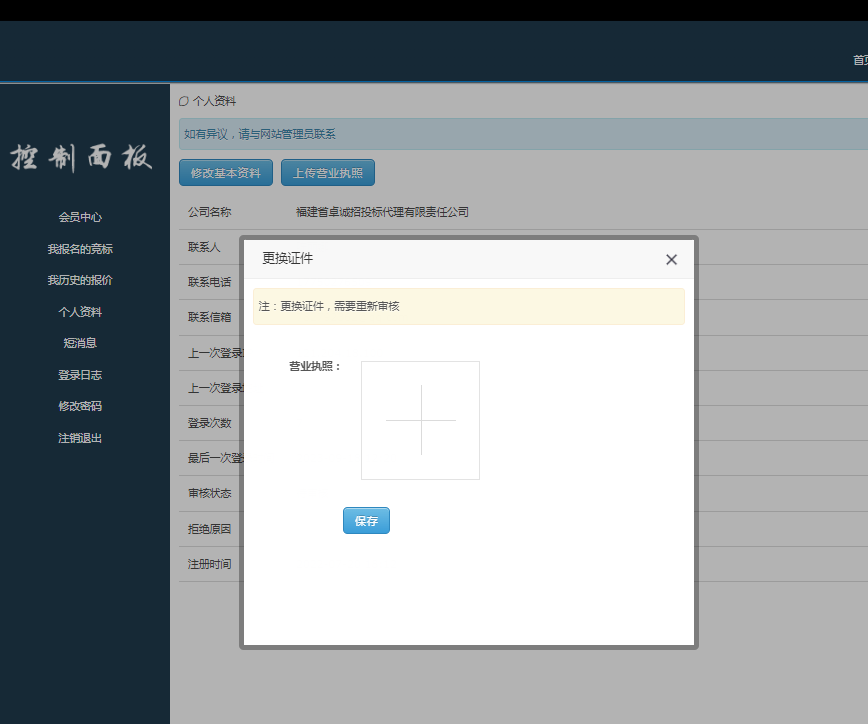 首页
个人资料
如有异议，请与网站管理员联系
控制面板
修改基本资料 上传营业执照
会员中心
我报名的竞标
我历史的报价
个人资料
短消息
登录日志
修改密码
注销退出
公司名称 福建省卓诚招投标代理有限责任公司
联系人
联系电话
联系信箱
上一次登录
上一次登录
登录次数
最后一次登
审核状态
拒绝原因
注册时间
更换证件
注：更换证件，需要重新审核
营业执照：
保存